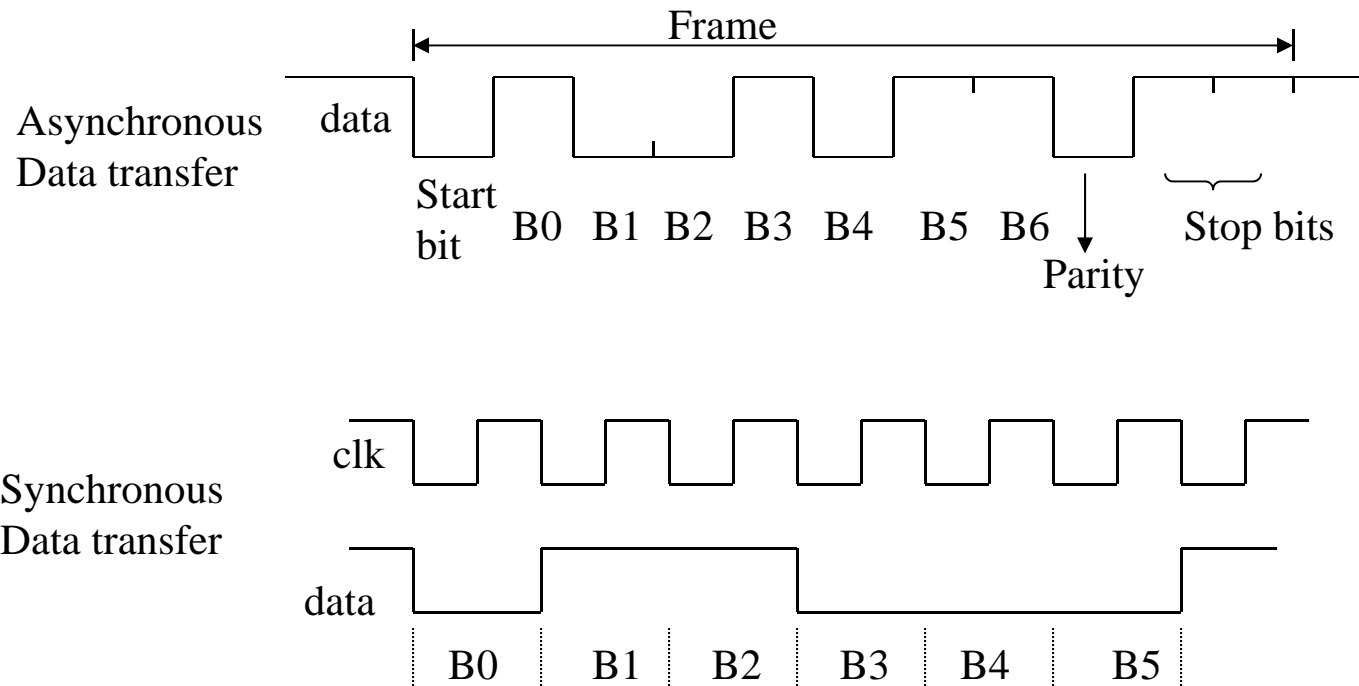 Frame
Asynchronous
Data transfer
data
Start
bit
B0 B1 B2 B3 B4 B5 B6
Parity
Stop bits
Synchronous
Data transfer
clk
data
B0 B1 B2 B3 B4 B5